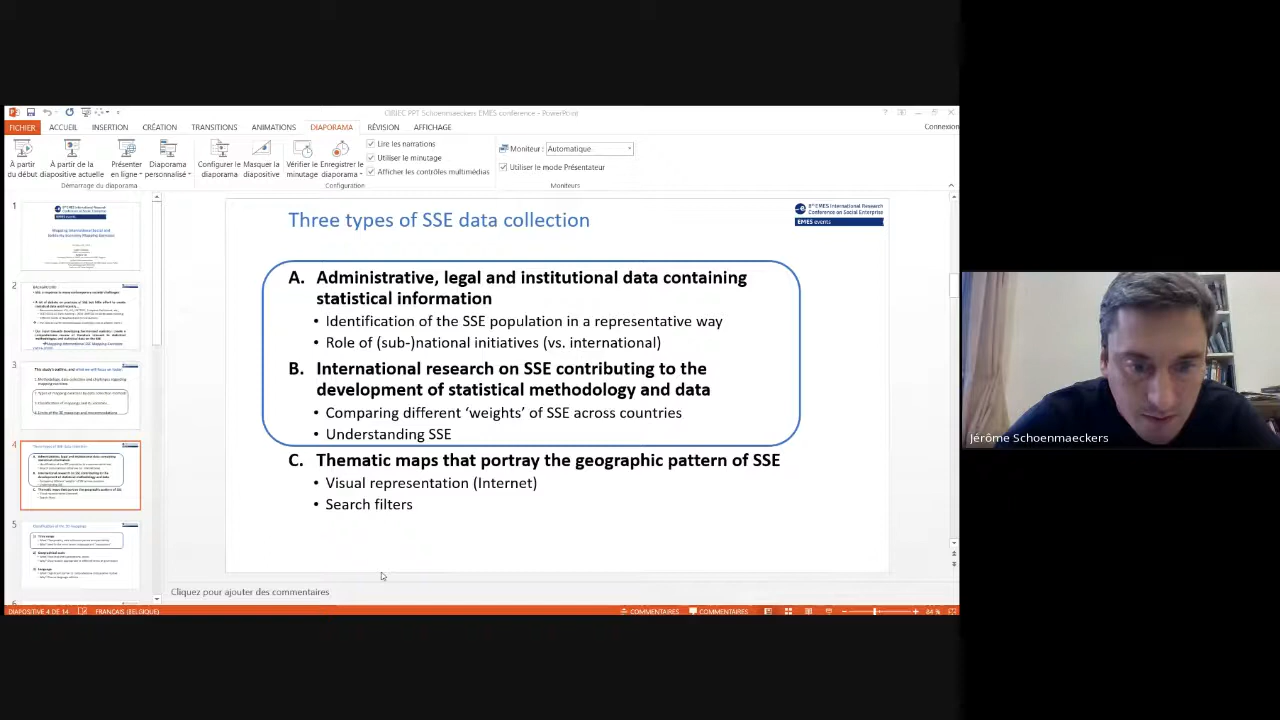 CIRIEC PPT Schoenmaeckers EMES conference - PowerPoint
FICHIER ACCUEIL INSERTION CRÉATION TRANSITIONS ANIMATIONS DIAPORAMA RÉVISION AFFICHAGE Connexion
À partir du début
À partir de la diapositive actuelle
Présenter en ligne
Diaporama personnalisé
Configurer le diaporama
Masquer la diapositive
Vérifier le minutage
Enregistrer le diaporama
Lire les narrations
Utiliser le minutage
Afficher les contrôles multimédias
Moniteur : Automatique
Utiliser le mode Présentateur
Démarrage du diaporama
Configuration
Moniteurs
1
2
3
4
5
Three types of SSE data collection
EMES International Research
Conference on Social Enterprise
EMES events
A. Administrative, legal and institutional data containing
statistical information
• Identification of the SSE population in a representative way
• Role of (sub-)national initiatives (vs. international)
B. International research on SSE contributing to the
development of statistical methodology and data
• Comparing different ‘weights’ of SSE across countries
• Understanding SSE
C. Thematic maps that portray the geographic pattern of SSE
• Visual representation internet)
• Search filters
Cliquez pour ajouter des commentaires
DIAPOSITIVE 4 DE 14 FRANÇAIS (BELGIQUE) COMMENTAIRES COMMENTAIRES 84 %
Jérôme Schoenmaeckers